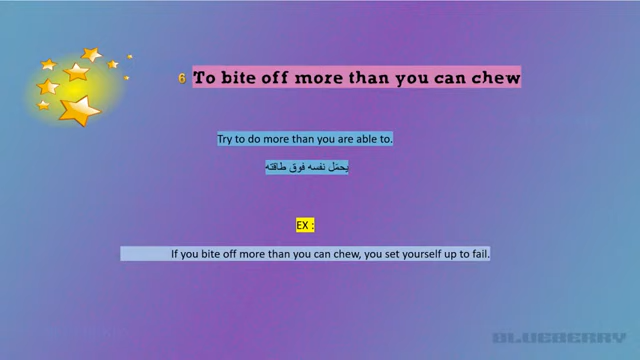 6 To bite off more than you can chew
Try to do more than you are able to.
يحمّل نفسه فوق طاقته
EX :
If you bite off more than you can chew, you set yourself up to fail.
BLUEBERRY